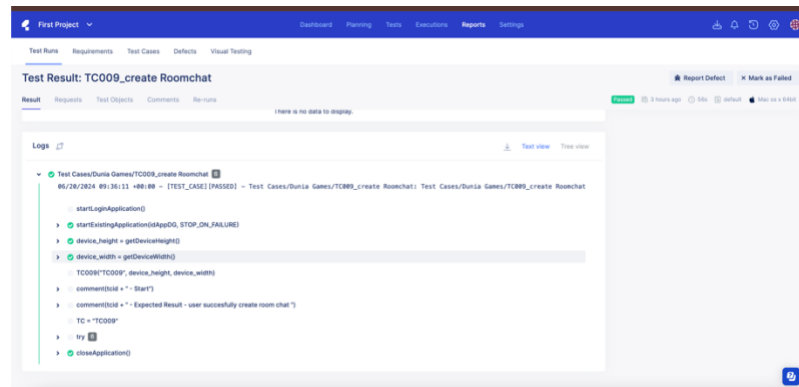 First Project
Dashboard Planning Tests Executions Reports Settings
Test Runs Requirements Test Cases Defects Visual Testing
Test Result: TC009_create Roomchat
Report Defect
Mark as Failed
Result Requests Test Objects Comments Re-runs
Passed 3 hours ago 58s default Mac os x 64bit
There is no data to display.
Logs
Text view Tree view
Test Cases/Dunia Games/TC009_create Roomchat 6
06/20/2024 09:36:11 +00:00 - [TEST_CASE][PASSED] - Test Cases/Dunia Games/TC009_create Roomchat: Test Cases/Dunia Games/TC009_create Roomchat
startLoginApplication()
startExistingApplication(idAppDG, STOP_ON_FAILURE)
device_height = getDeviceHeight()
device_width = getDeviceWidth()
TC009("TC009", device_height, device_width)
comment(tcid + " - Start")
comment(tcid + " - Expected Result - user succesfully create room chat ")
TC = "TC009"
try 6
closeApplication()